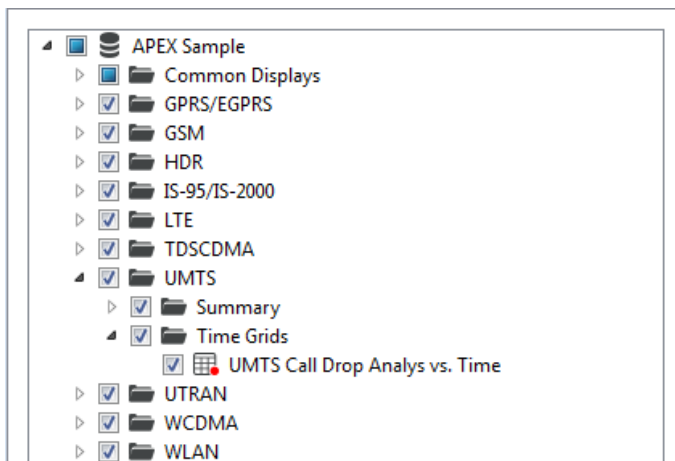 APEX Sample
Common Displays
GPRS/EGPRS
GSM
HDR
IS-95/IS-2000
LTE
TDSCDMA
UMTS
Summary
Time Grids
UMTS Call Drop Analys vs. Time
UTRAN
WCDMA
WLAN